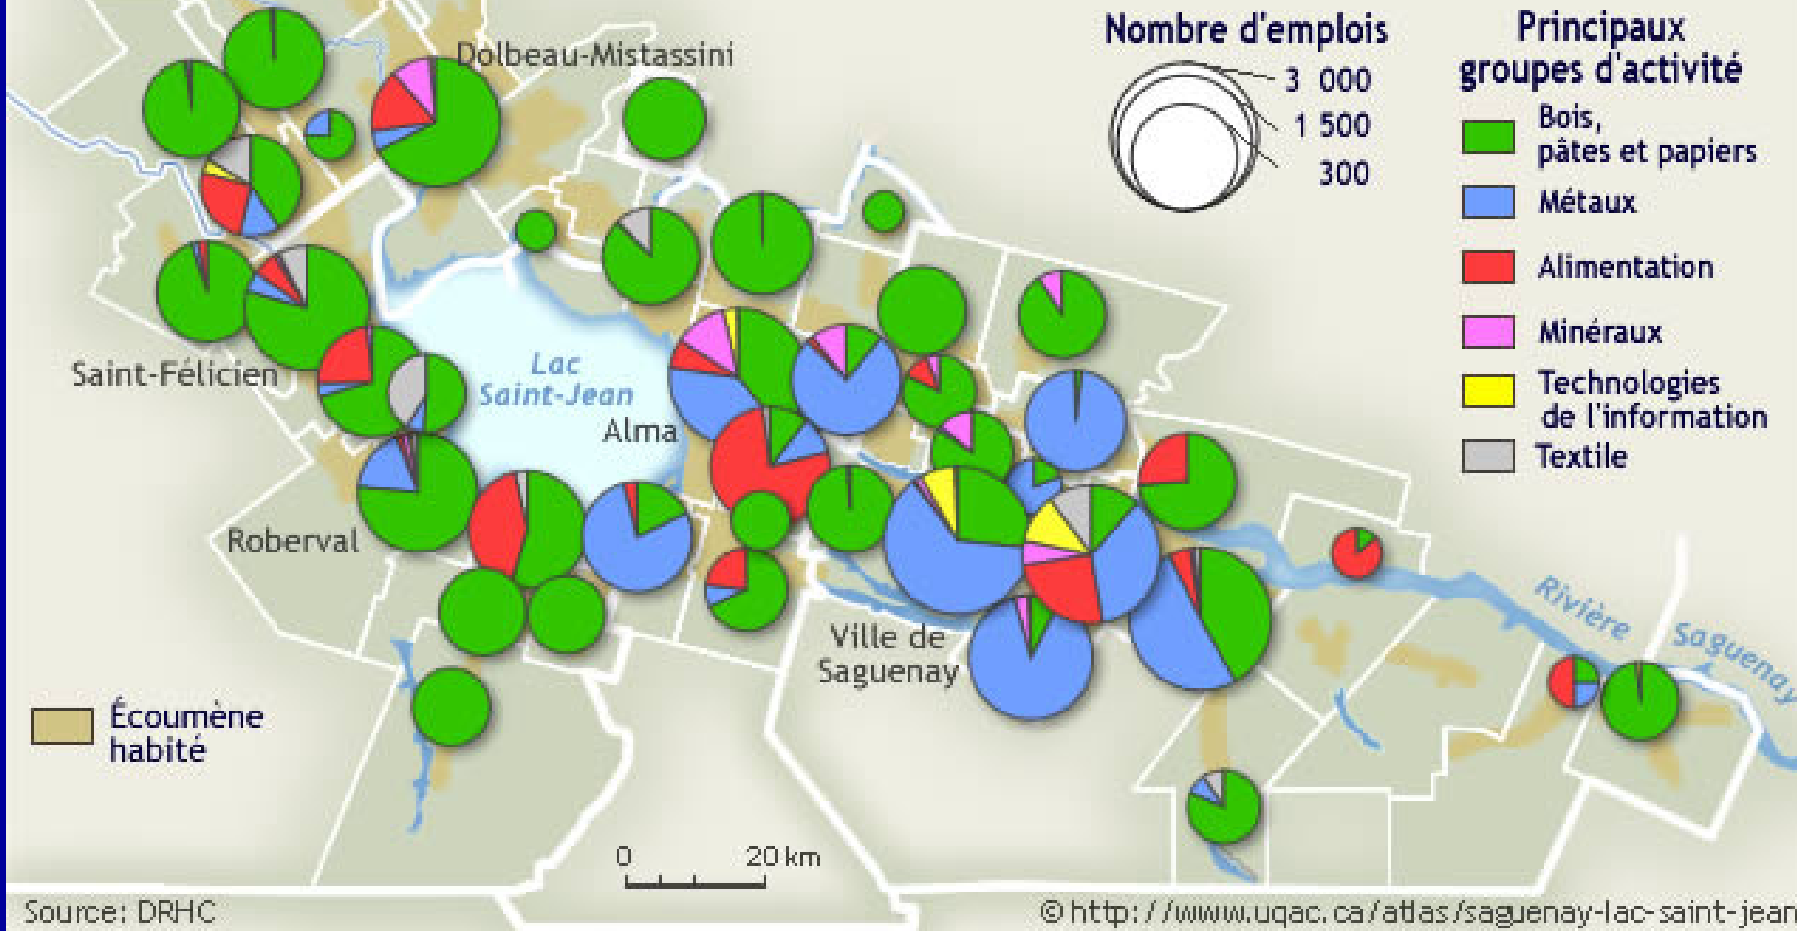 Dolbeau-Mistassini
Nombre d'emplois
3 000
1 500
300
Principaux
groupes d'activité
Bois,
pâtes et papiers
Métaux
Alimentation
Minéraux
Technologies
de l'information
Textile
Saint-Félicien
Lac
Saint-Jean
Alma
Roberval
Ville de
Saguenay
Rivière Saguenay
Écoumène
habité
0 20 km
Source: DRHC
©http://www.uqac.ca/atlas/saguenay-lac-saint-jean